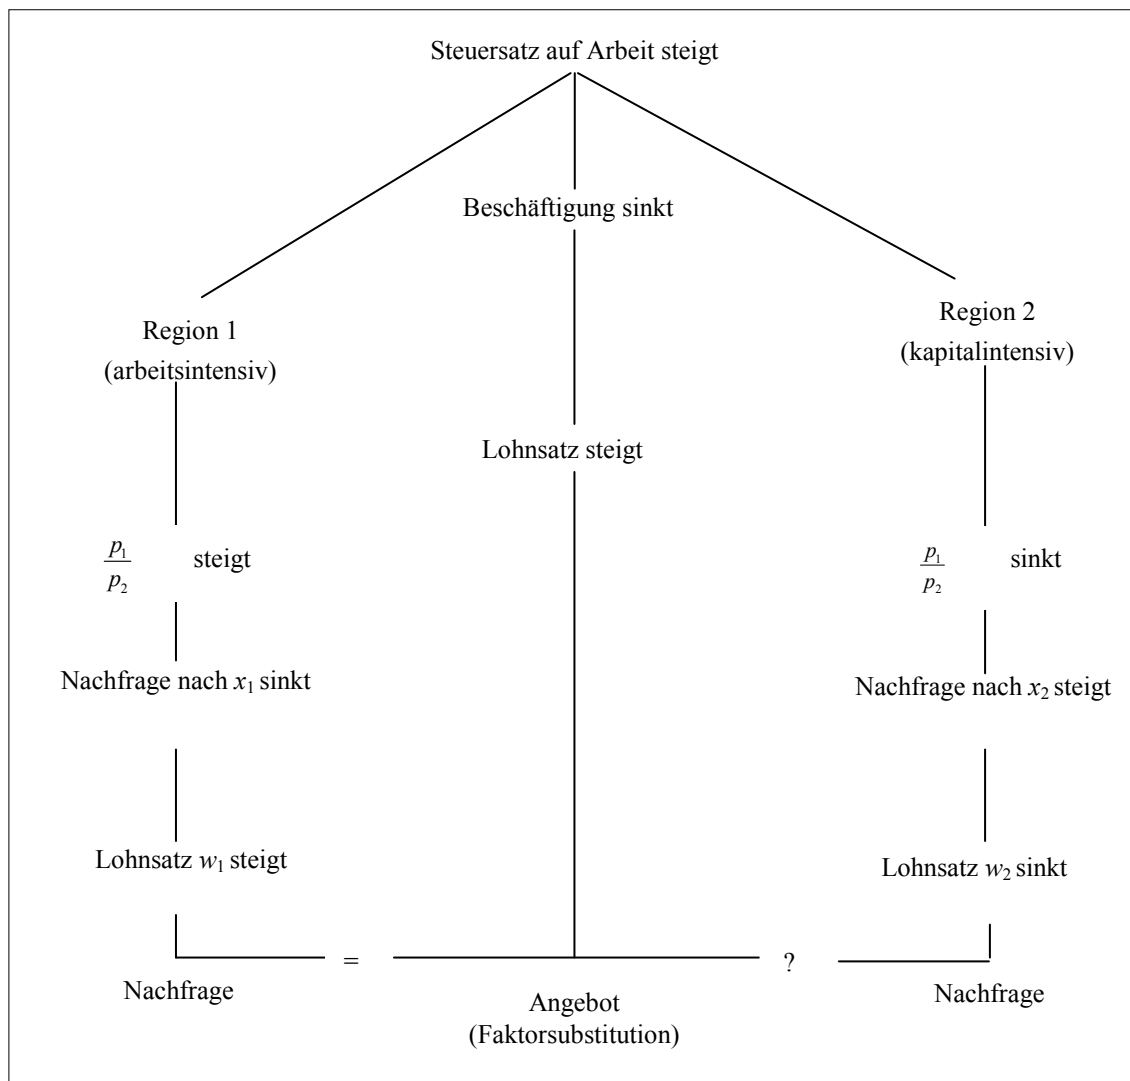 Steuersatz auf Arbeit steigt
Beschäftigung sinkt
Region 1
(arbeitsintensiv)
Region 2
(kapitalintensiv)
Lohnsatz steigt
p₁/p₂ steigt
p₁/p₂ sinkt
Nachfrage nach x₁ sinkt
Nachfrage nach x₂ steigt
Lohnsatz w₁ steigt
Lohnsatz w₂ sinkt
=
?
Nachfrage
Angebot
(Faktorsubstitution)
Nachfrage